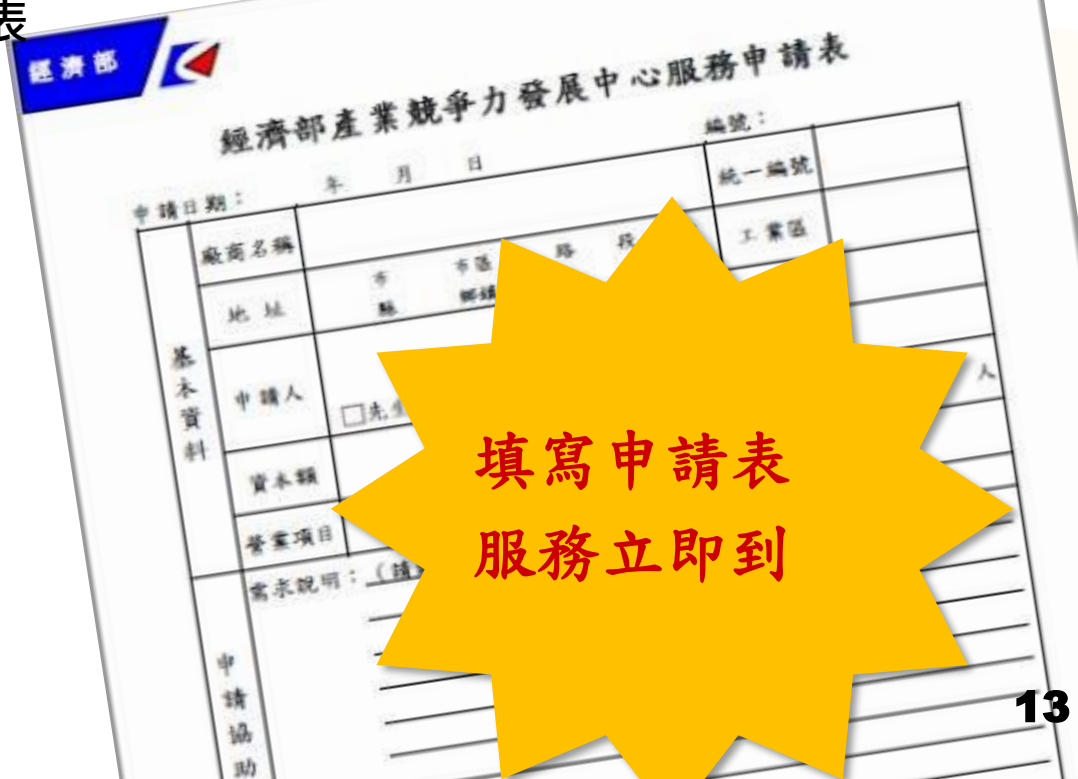 表
經濟部
經濟部產業競爭力發展中心服務申請表
編號：
申請日期： 年 月 日
廠商名稱
統一編號
地址
市 市區 路 段
縣 鄉鎮
工業區
基本資料
申請人
□先生
人
資本額
營業項目
需求說明：（請
申請協助
填寫申請表
服務立即到
13